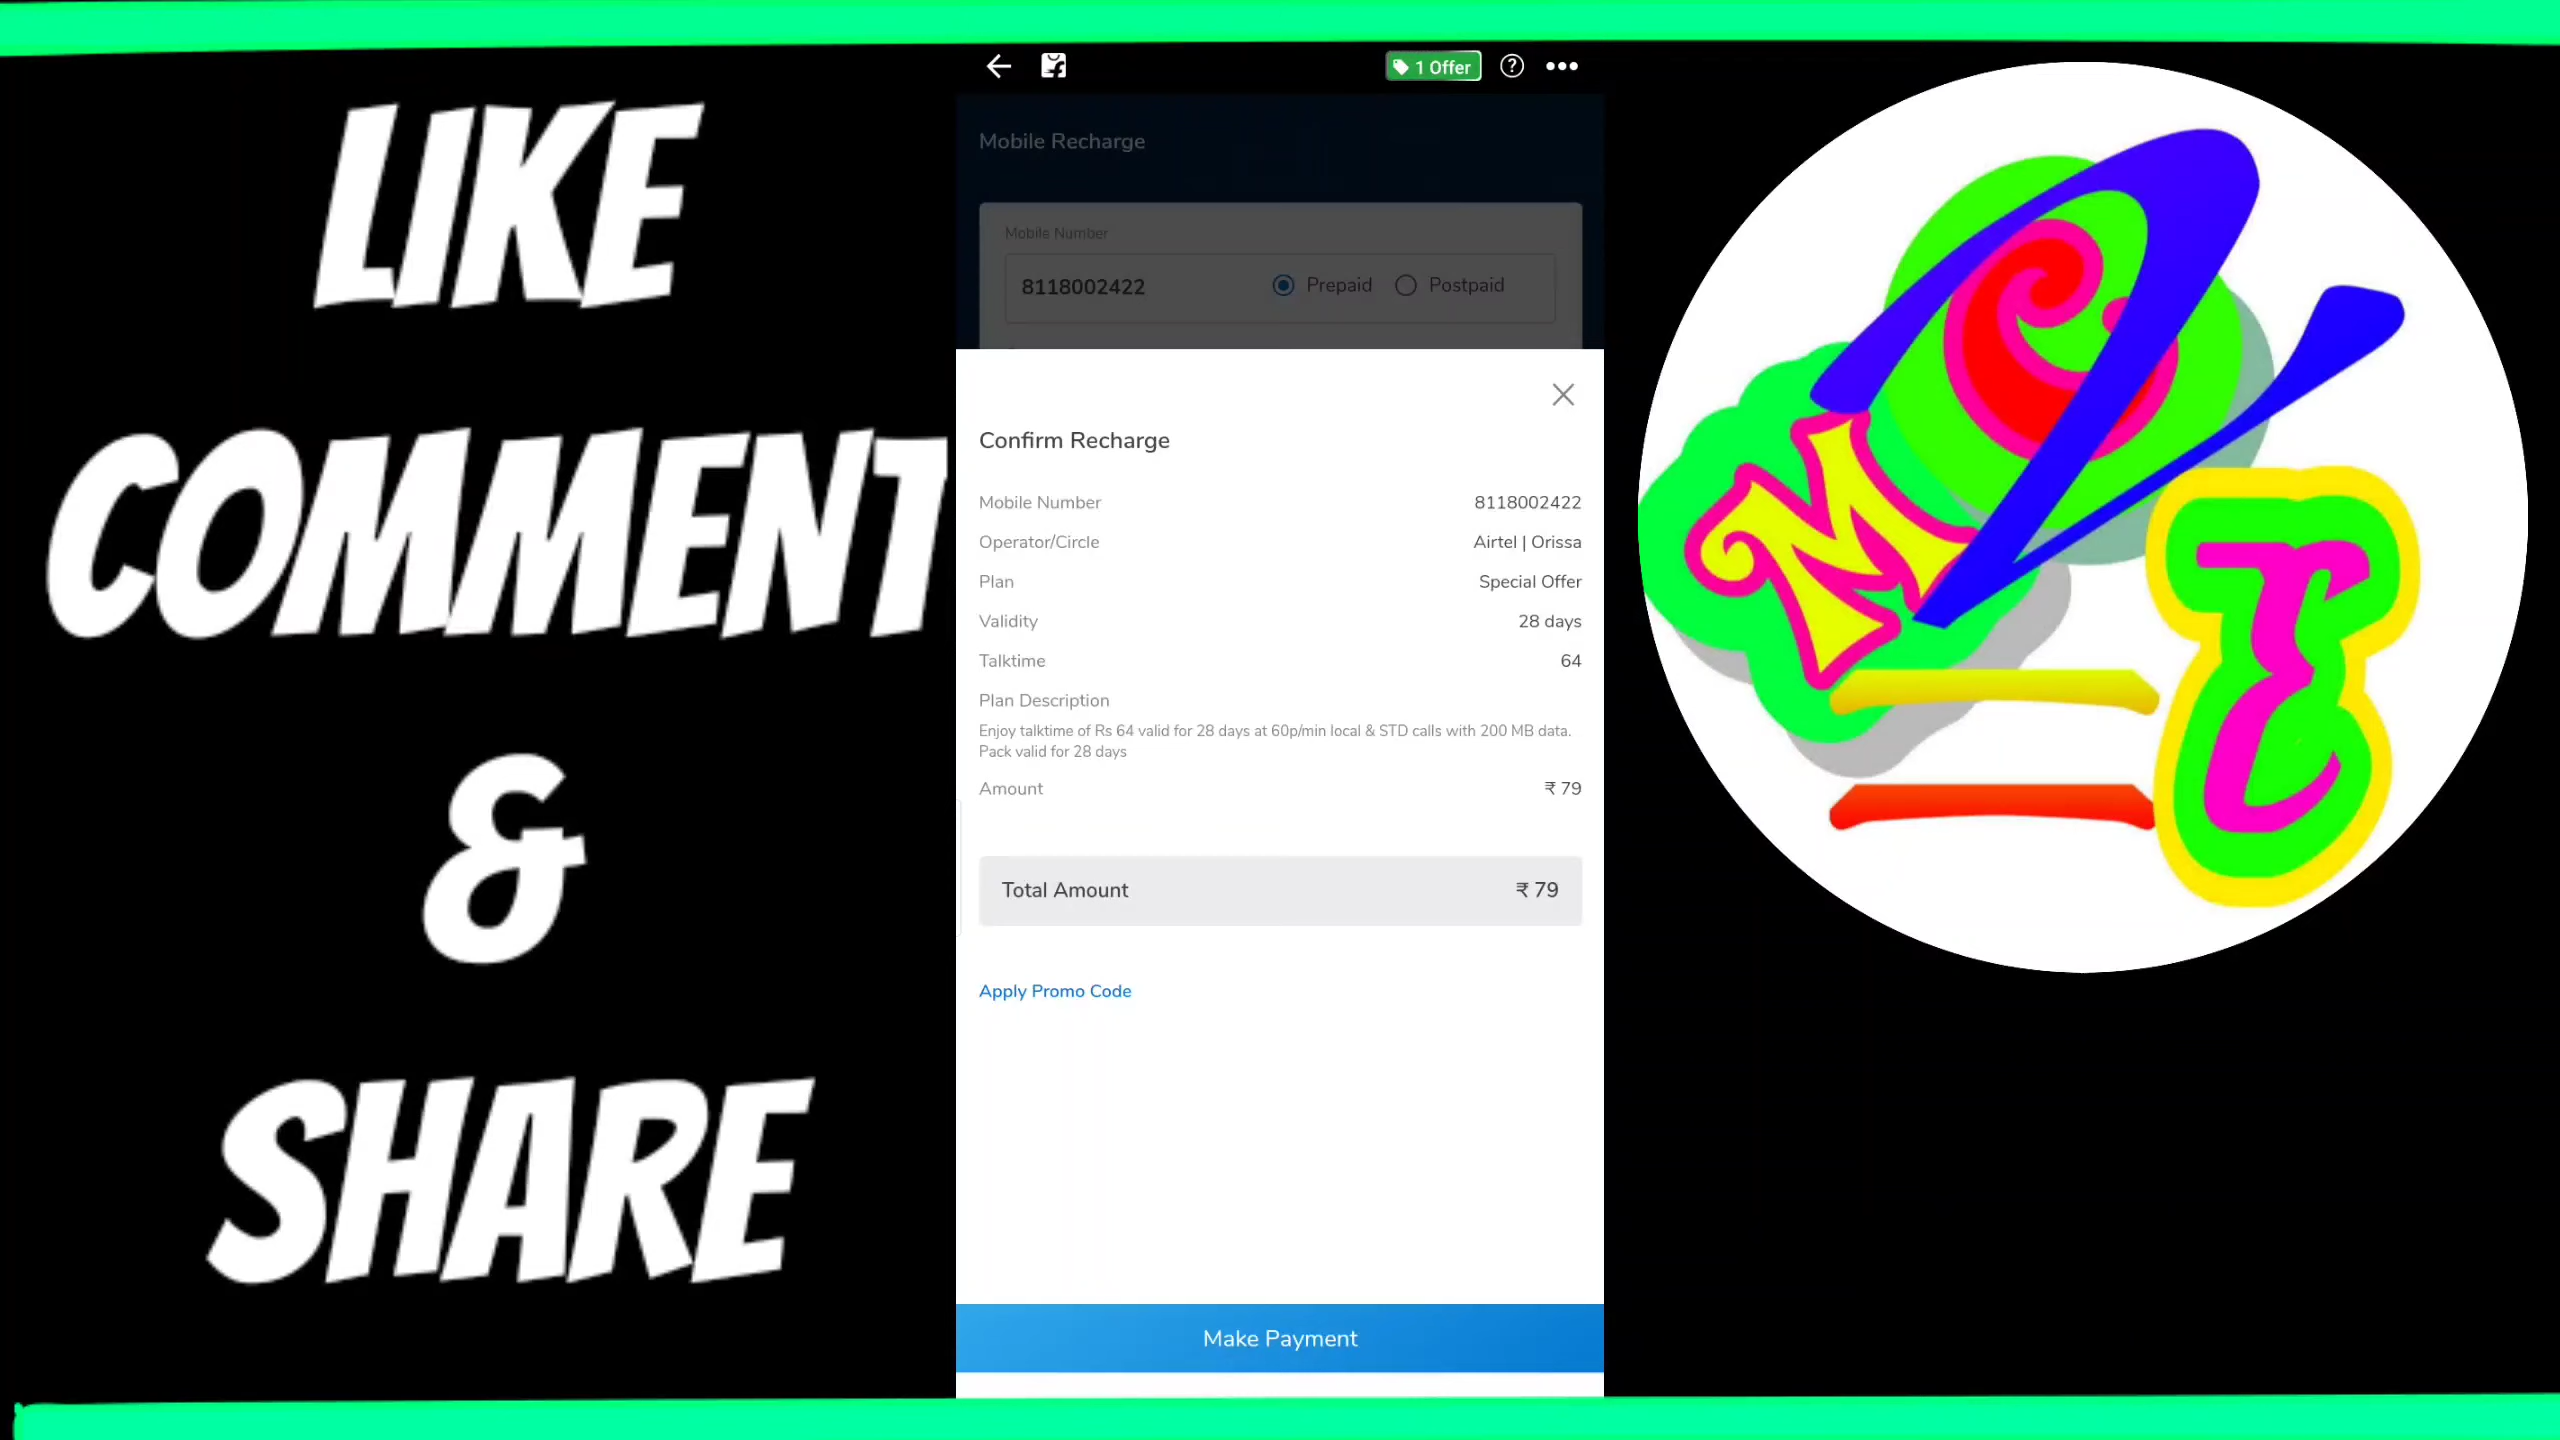 LIKE
COMMENT
&
SHARE
1 Offer
Mobile Recharge
Mobile Number
8118002422 Prepaid Postpaid
Confirm Recharge
Mobile Number 8118002422
Operator/Circle Airtel | Orissa
Plan Special Offer
Validity 28 days
Talktime 64
Plan Description
Enjoy talktime of Rs 64 valid for 28 days at 60p/min local & STD calls with 200 MB data.
Pack valid for 28 days
Amount ₹ 79
Total Amount ₹ 79
Apply Promo Code
Make Payment